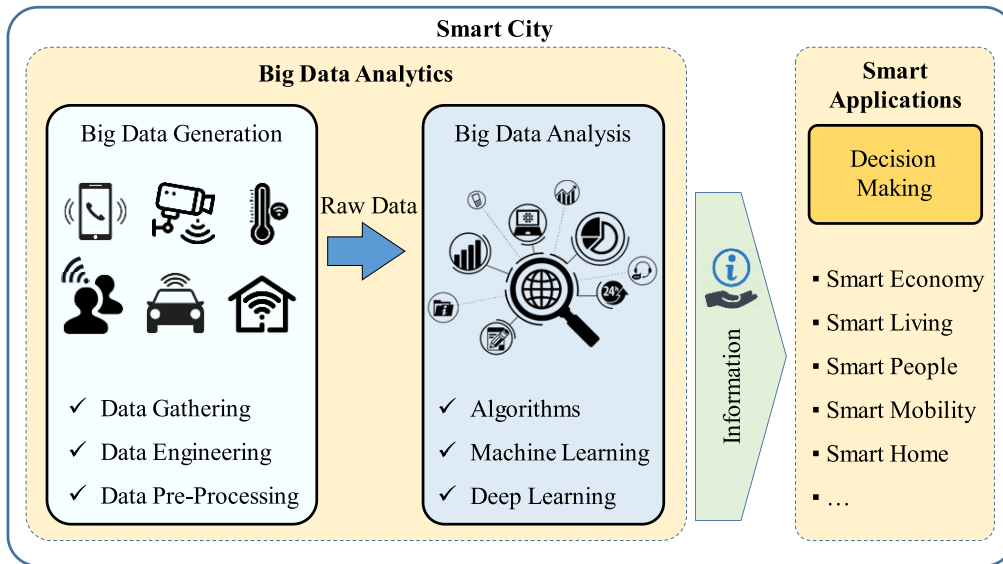 Smart City
Big Data Analytics
Big Data Generation
✓ Data Gathering
✓ Data Engineering
✓ Data Pre-Processing
Raw Data
Big Data Analysis
24
✓ Algorithms
✓ Machine Learning
✓ Deep Learning
Information
Smart
Applications
Decision
Making
▪ Smart Economy
▪ Smart Living
▪ Smart People
▪ Smart Mobility
▪ Smart Home
▪ …